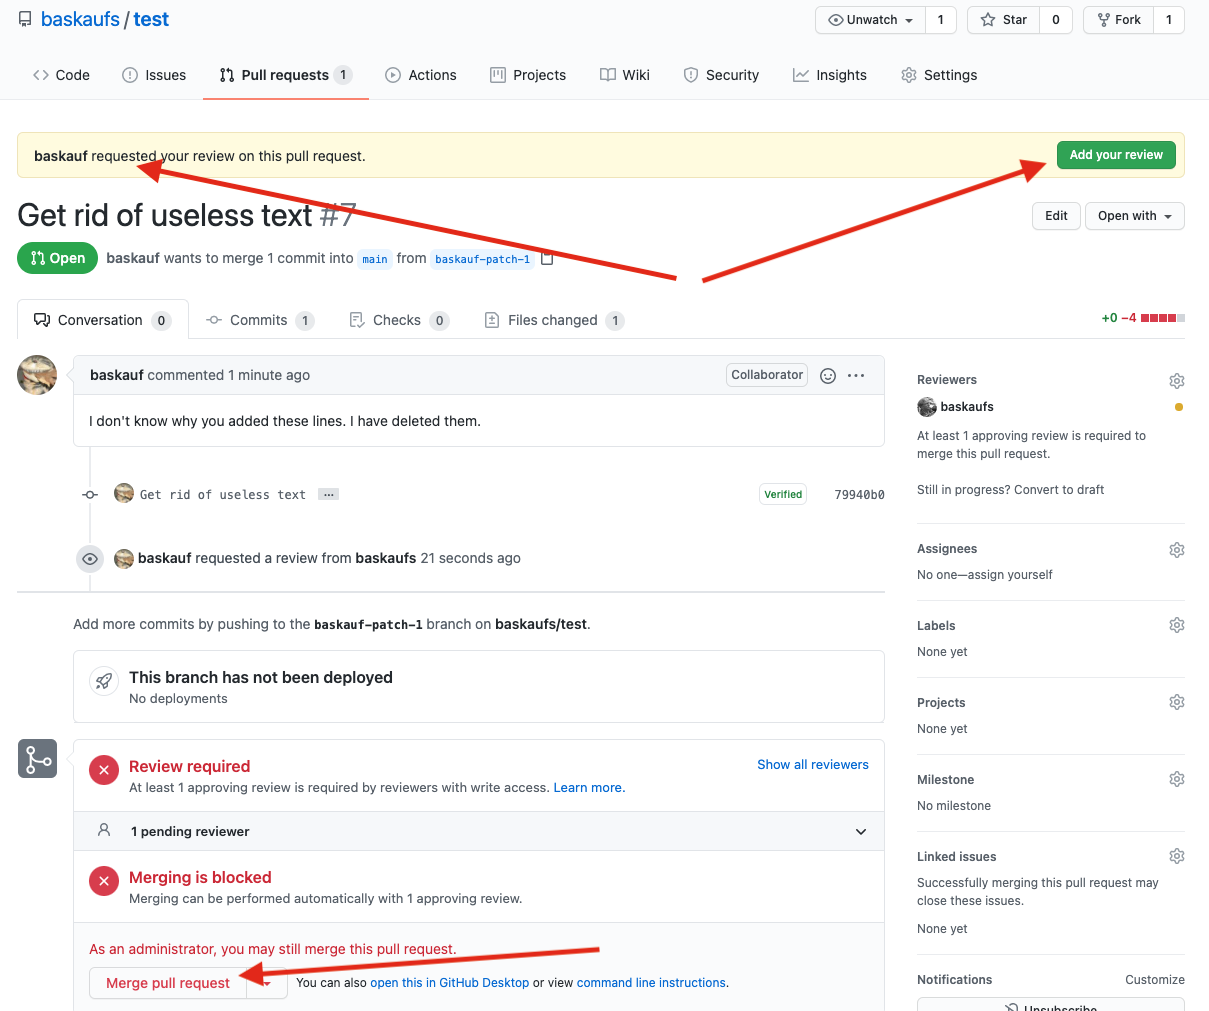 baskaufs / test
Unwatch 1 Star 0 Fork 1
Code Issues Pull requests 1 Actions Projects Wiki Security Insights Settings
baskauf requested your review on this pull request. Add your review
Get rid of useless text #7 Edit Open with
Open baskauf wants to merge 1 commit into main from baskauf-patch-1
Conversation 0 Commits 1 Checks 0 Files changed 1 +0 −4
baskauf commented 1 minute ago Collaborator
I don't know why you added these lines. I have deleted them.
Get rid of useless text ... Verified 79940b0
baskauf requested a review from baskaufs 21 seconds ago
Add more commits by pushing to the baskauf-patch-1 branch on baskaufs/test.
This branch has not been deployed
No deployments
Review required Show all reviewers
At least 1 approving review is required by reviewers with write access. Learn more.
1 pending reviewer
Merging is blocked
Merging can be performed automatically with 1 approving review.
As an administrator, you may still merge this pull request.
Merge pull request You can also open this in GitHub Desktop or view command line instructions.
Reviewers
baskaufs
At least 1 approving review is required to
merge this pull request.
Still in progress? Convert to draft
Assignees
No one—assign yourself
Labels
None yet
Projects
None yet
Milestone
No milestone
Linked issues
Successfully merging this pull request may
close these issues.
None yet
Notifications Customize
Unsubscribe